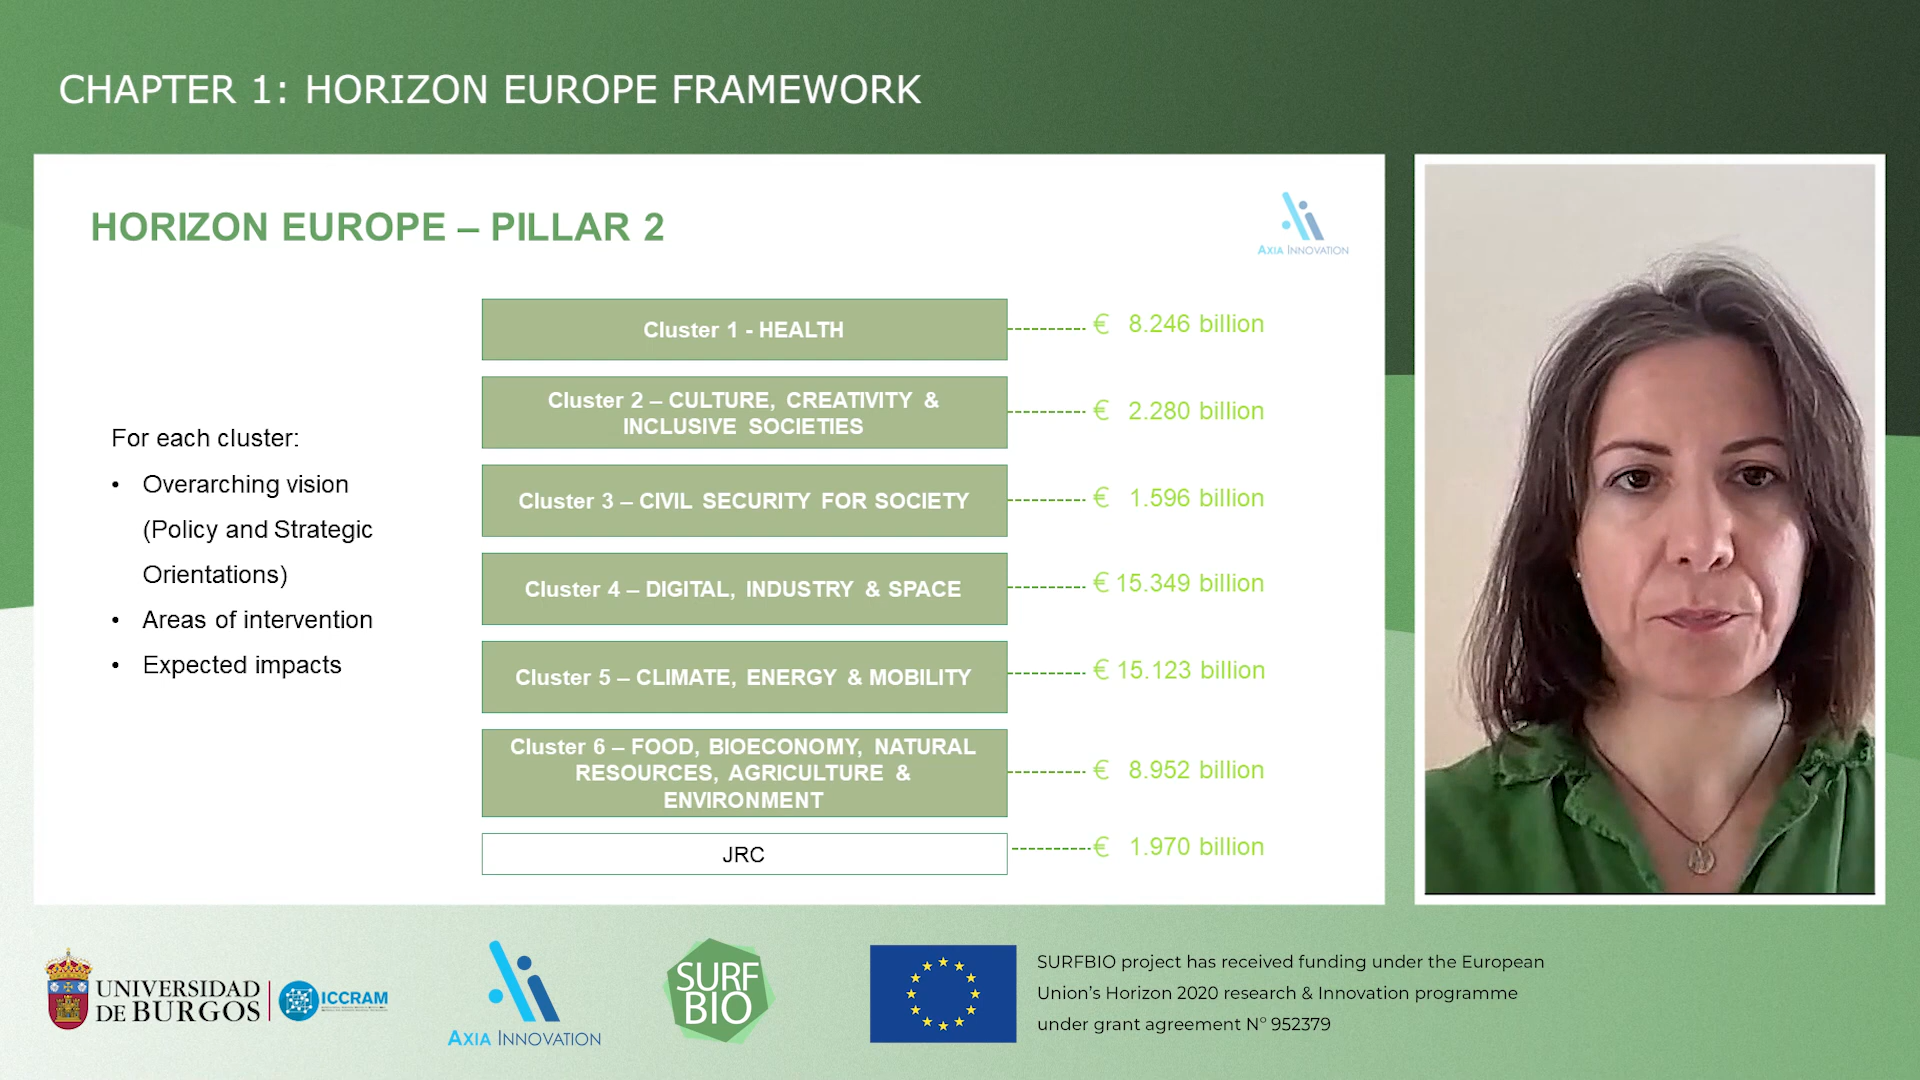 CHAPTER 1: HORIZON EUROPE FRAMEWORK
HORIZON EUROPE – PILLAR 2
AXIA INNOVATION
For each cluster:
• Overarching vision
(Policy and Strategic
Orientations)
• Areas of intervention
• Expected impacts
Cluster 1 - HEALTH
€ 8.246 billion
Cluster 2 – CULTURE, CREATIVITY &
INCLUSIVE SOCIETIES
€ 2.280 billion
Cluster 3 – CIVIL SECURITY FOR SOCIETY
€ 1.596 billion
Cluster 4 – DIGITAL, INDUSTRY & SPACE
€ 15.349 billion
Cluster 5 – CLIMATE, ENERGY & MOBILITY
€ 15.123 billion
Cluster 6 – FOOD, BIOECONOMY, NATURAL
RESOURCES, AGRICULTURE &
ENVIRONMENT
€ 8.952 billion
JRC
€ 1.970 billion
UNIVERSIDAD
DE BURGOS
ICCRAM
AXIA INNOVATION
SURF
BIO
SURFBIO project has received funding under the European
Union's Horizon 2020 research & Innovation programme
under grant agreement Nº 952379